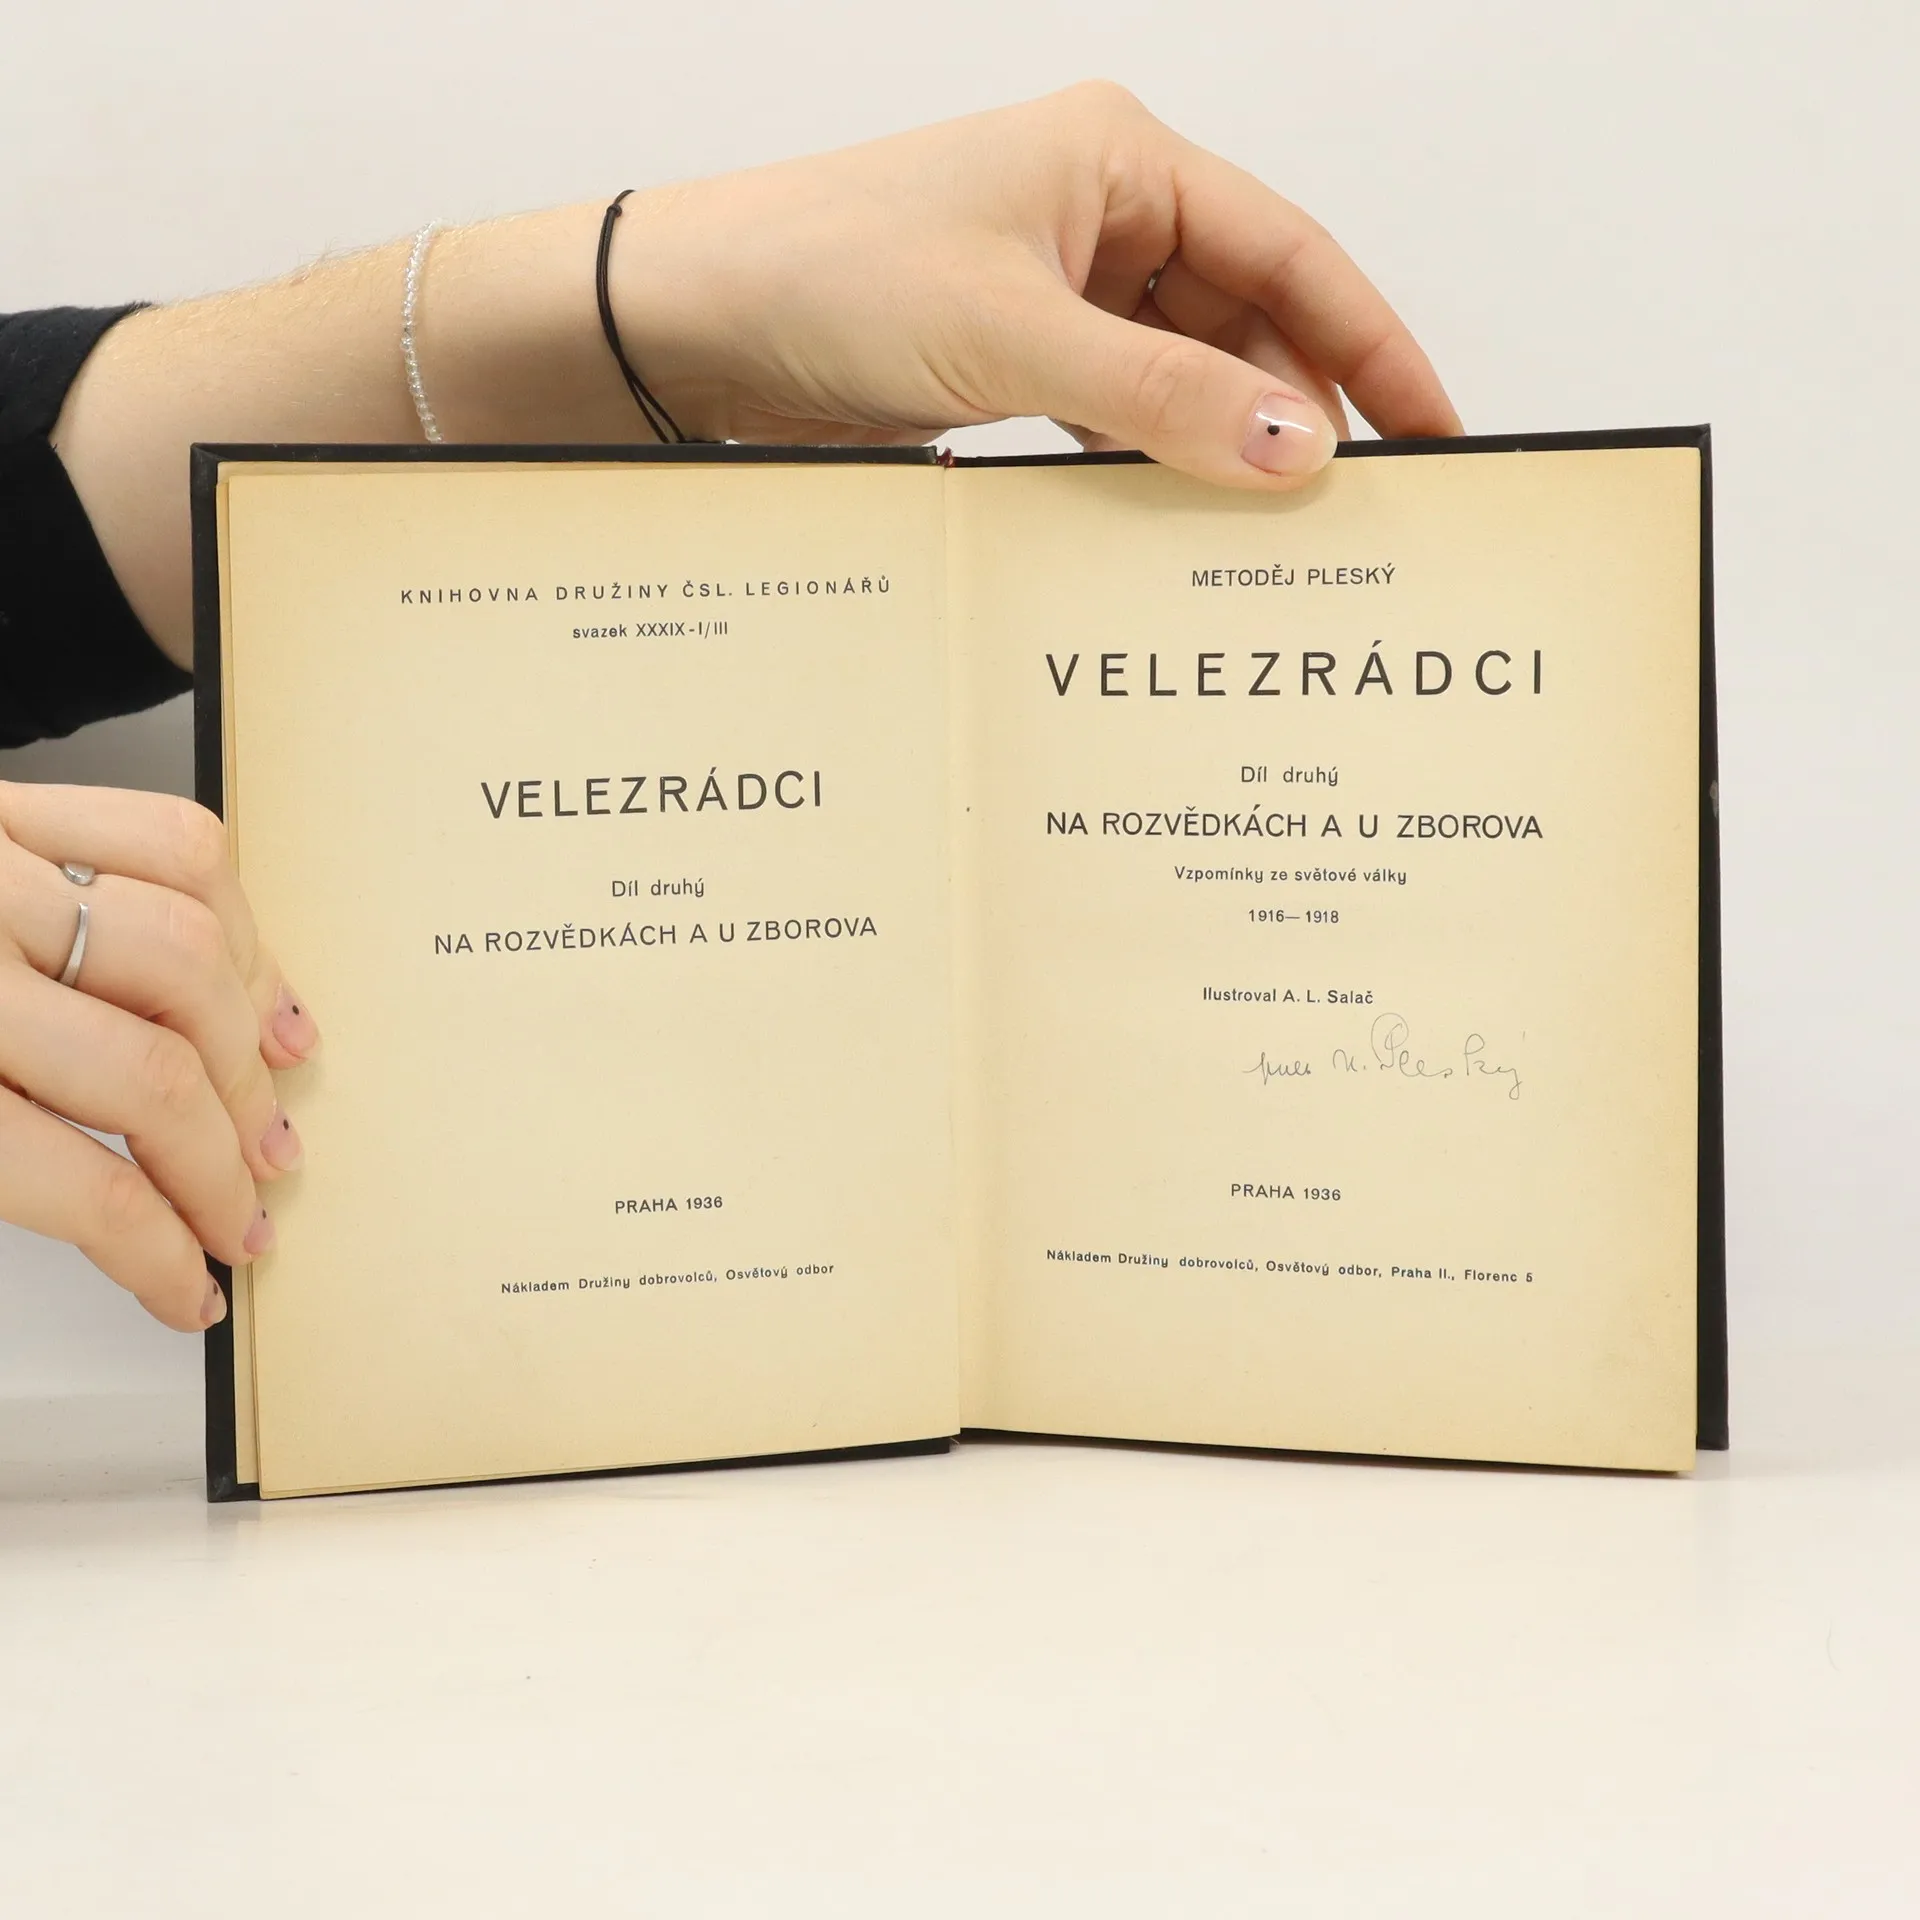 KNIHOVNA DRUŽINY ČSL. LEGIONÁŘŮ
svazek XXXIX-I/III
VELEZRÁDCI
Díl druhý
NA ROZVĚDKÁCH A U ZBOROVA
PRAHA 1936
Nákladem Družiny dobrovolců, Osvětový odbor
METODĚJ PLESKÝ
VELEZRÁDCI
Díl druhý
NA ROZVĚDKÁCH A U ZBOROVA
Vzpomínky ze světové války
1916—1918
Ilustroval A. L. Salač
Pleský
PRAHA 1936
Nákladem Družiny dobrovolců, Osvětový odbor, Praha II., Florenc 5